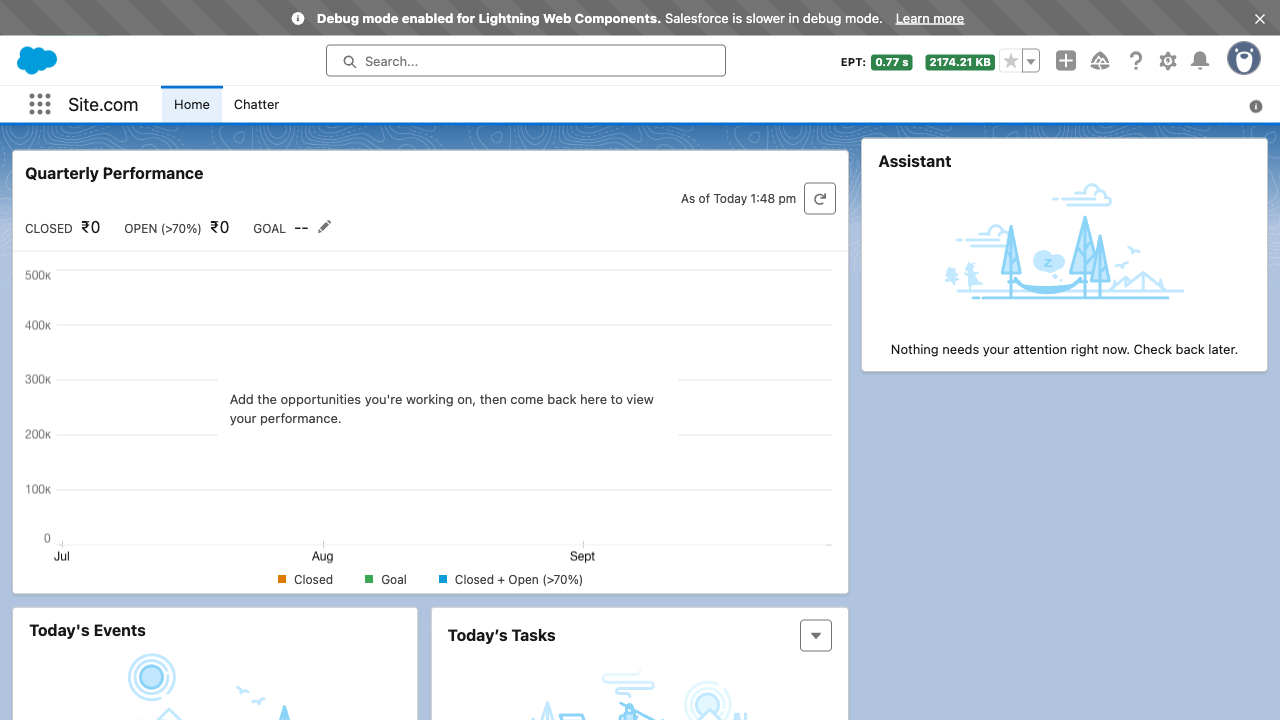 Debug mode enabled for Lightning Web Components. Salesforce is slower in debug mode. Learn more
Search...
EPT: 0.77 s 2174.21 KB
Site.com Home Chatter
Quarterly Performance
As of Today 1:48 pm
CLOSED ₹0 OPEN (>70%) ₹0 GOAL --
500K
400K
300K
200K
100K
0
Add the opportunities you're working on, then come back here to view
your performance.
Jul Aug Sept
Closed Goal Closed + Open (>70%)
Assistant
z
Nothing needs your attention right now. Check back later.
Today's Events
Today’s Tasks